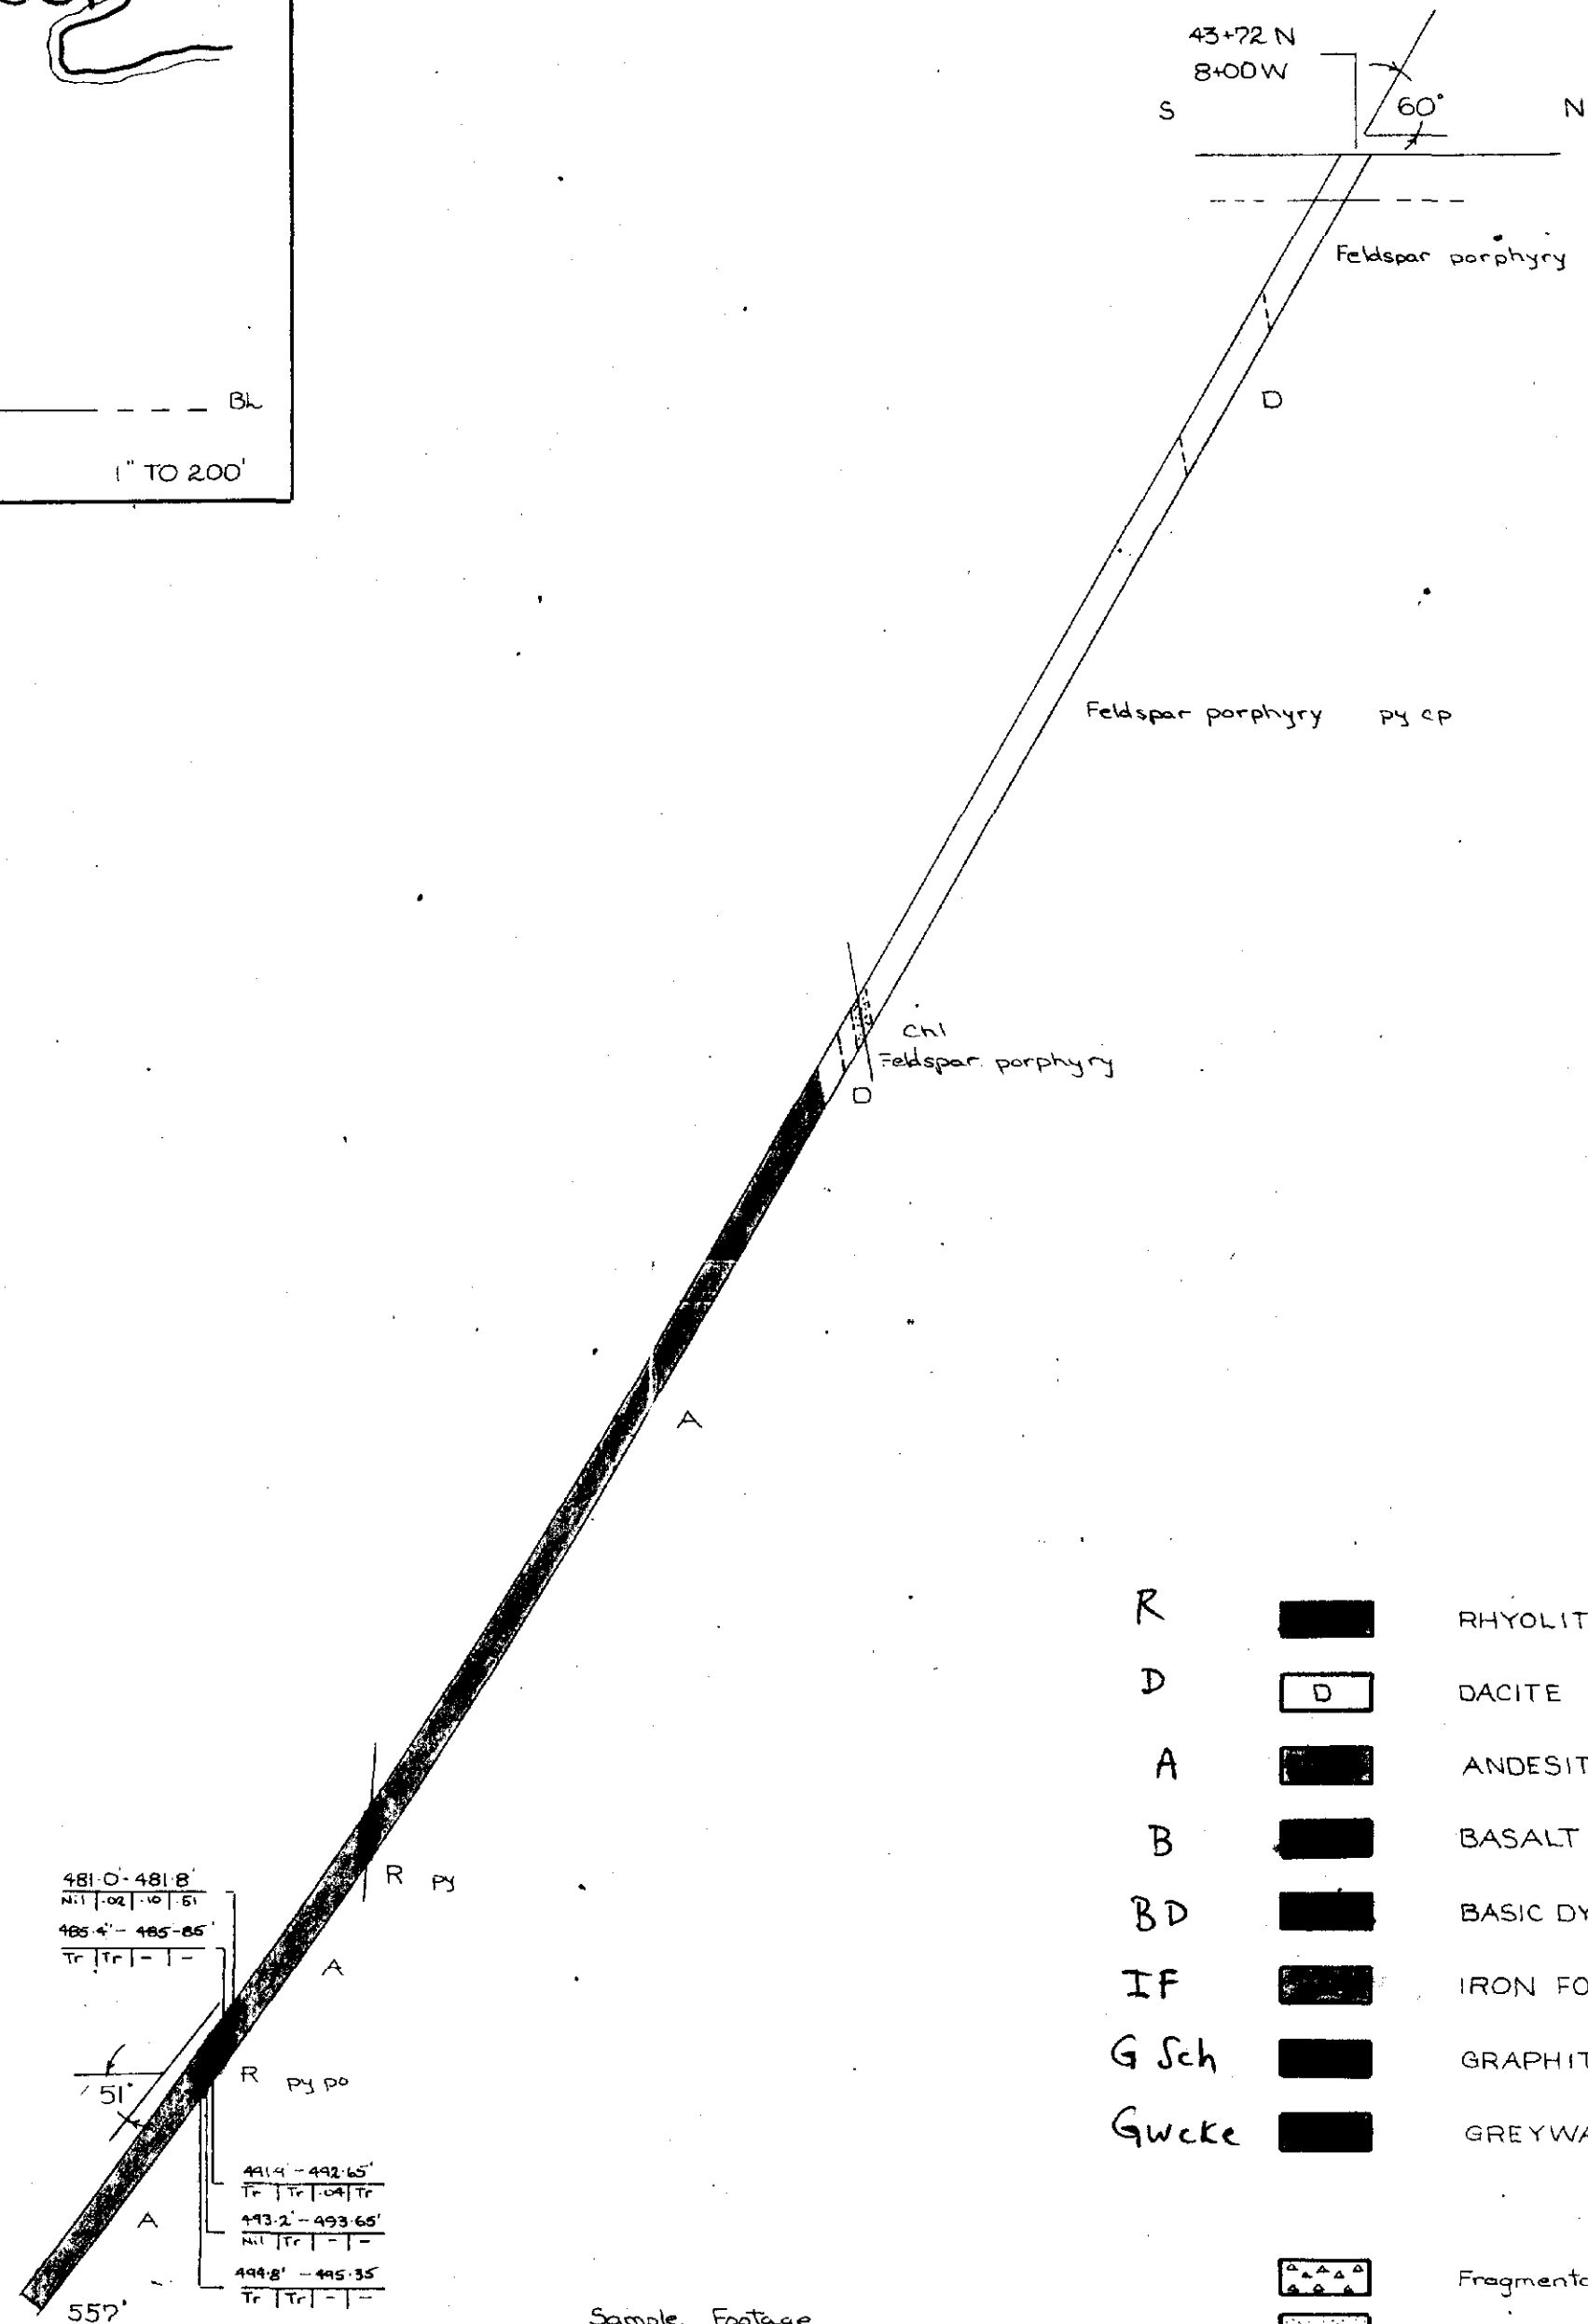 43+72 N
8+00W
S
60°
N
Feldspar porphyry
D
BL
1" TO 200'
Feldspar porphyry py cp
Chl
Feldspar porphyry
D
A
R py
481.0'-481.8'
Nil | .02 | .10 | .51
485.4'-485.85'
Tr | Tr | - | -
A
51°
R py po
491.9'-492.65'
Tr | Tr | .04 | Tr
493.2'-493.65'
Nil | Tr | - | -
494.8'-495.35
Tr | Tr | - | -
A
557'
R RHYOLIT
D D DACITE
A ANDESIT
B BASALT
BD BASIC DY
IF IRON FO
G Sch GRAPHIT
Gwcke GREYWA
Fragmenta
Sample Footage